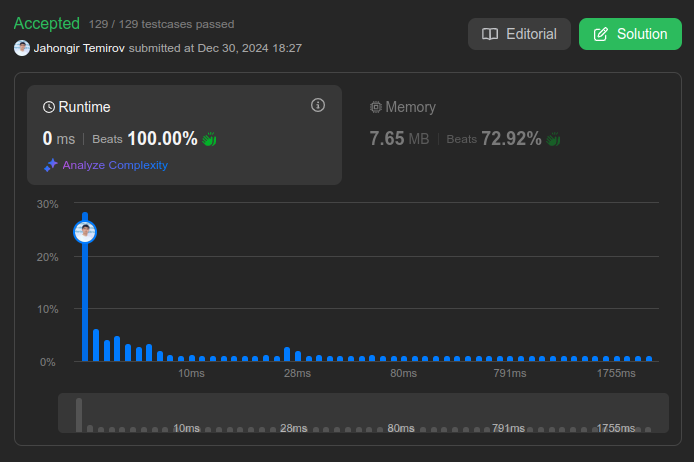 Accepted 129 / 129 testcases passed
Jahongir Temirov submitted at Dec 30, 2024 18:27
Editorial
Solution
Runtime
0 ms Beats 100.00%
Analyze Complexity
Memory
7.65 MB Beats 72.92%
30%
20%
10%
0%
10ms 28ms 80ms 791ms 1755ms
10ms 28ms 80ms 791ms 1755ms